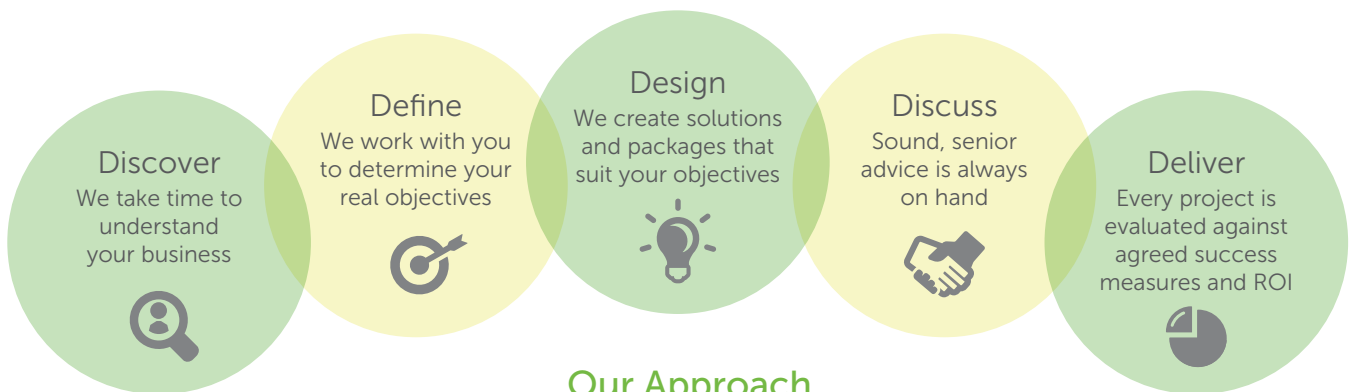 Discover
We take time to
understand
your business
Define
We work with you
to determine your
real objectives
Design
We create solutions
and packages that
suit your objectives
Discuss
Sound, senior
advice is always
on hand
Deliver
Every project is
evaluated against
agreed success
measures and ROI
Our Approach